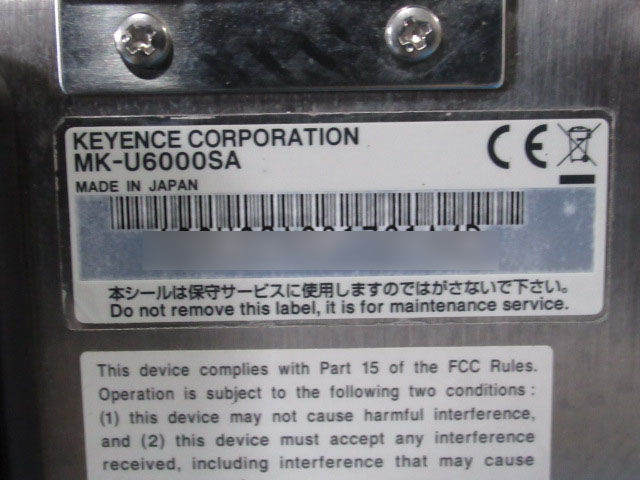 KEYENCE CORPORATION
MK-U6000SA
MADE IN JAPAN
CE
本シールは保守サービスに使用しますのではがさないで下さい。
Do not remove this label, it is for maintenance service.
This device complies with Part 15 of the FCC Rules.
Operation is subject to the following two conditions :
(1) this device may not cause harmful interference,
and (2) this device must accept any interference
received, including interference that may cause